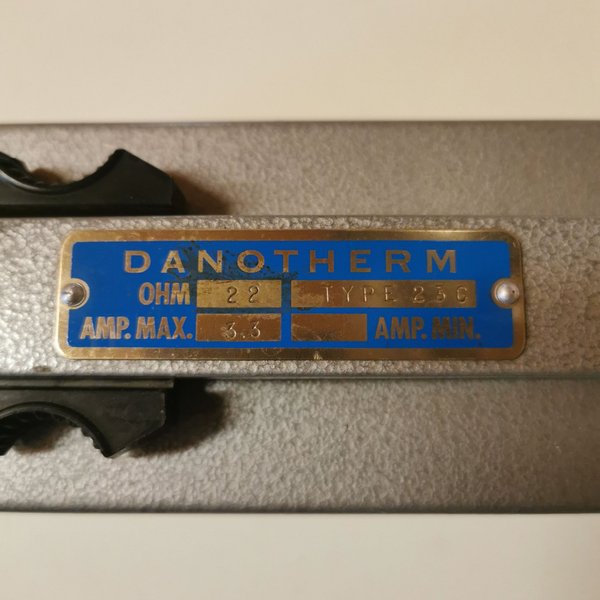 DANOTHERM
OHM 22 TYPE 23C
AMP. MAX. 3.3 AMP. MIN.